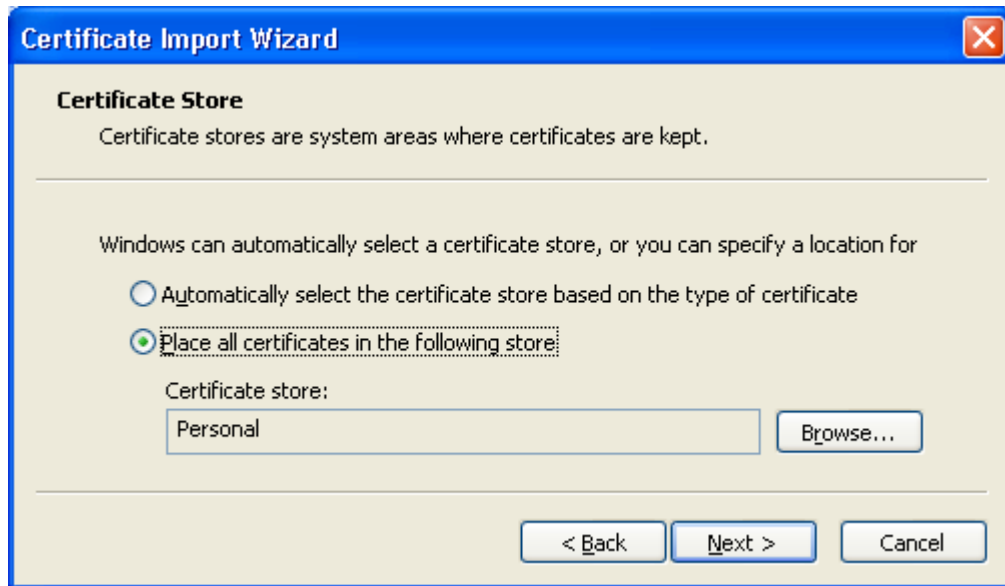 Certificate Import Wizard
Certificate Store
Certificate stores are system areas where certificates are kept.
Windows can automatically select a certificate store, or you can specify a location for
Automatically select the certificate store based on the type of certificate
Place all certificates in the following store
Certificate store:
Personal
Browse...
< Back
Next >
Cancel